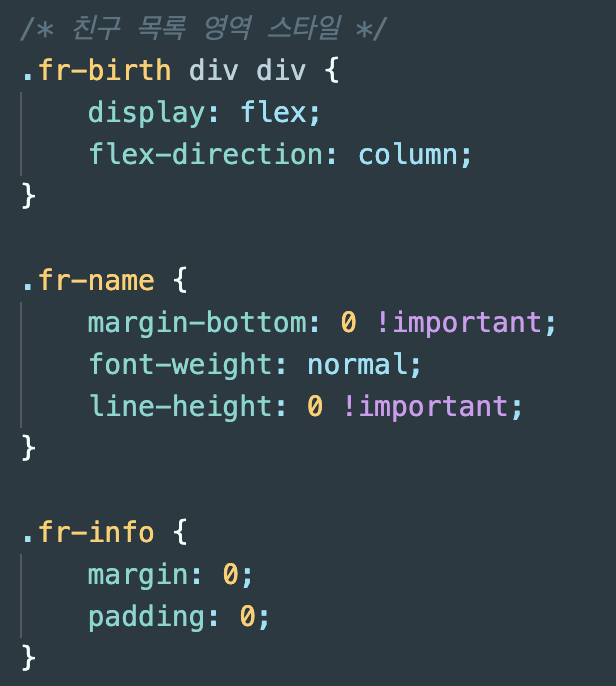 /* 친구 목록 영역 스타일 */
.fr-birth div div {
    display: flex;
    flex-direction: column;
}

.fr-name {
    margin-bottom: 0 !important;
    font-weight: normal;
    line-height: 0 !important;
}

.fr-info {
    margin: 0;
    padding: 0;
}